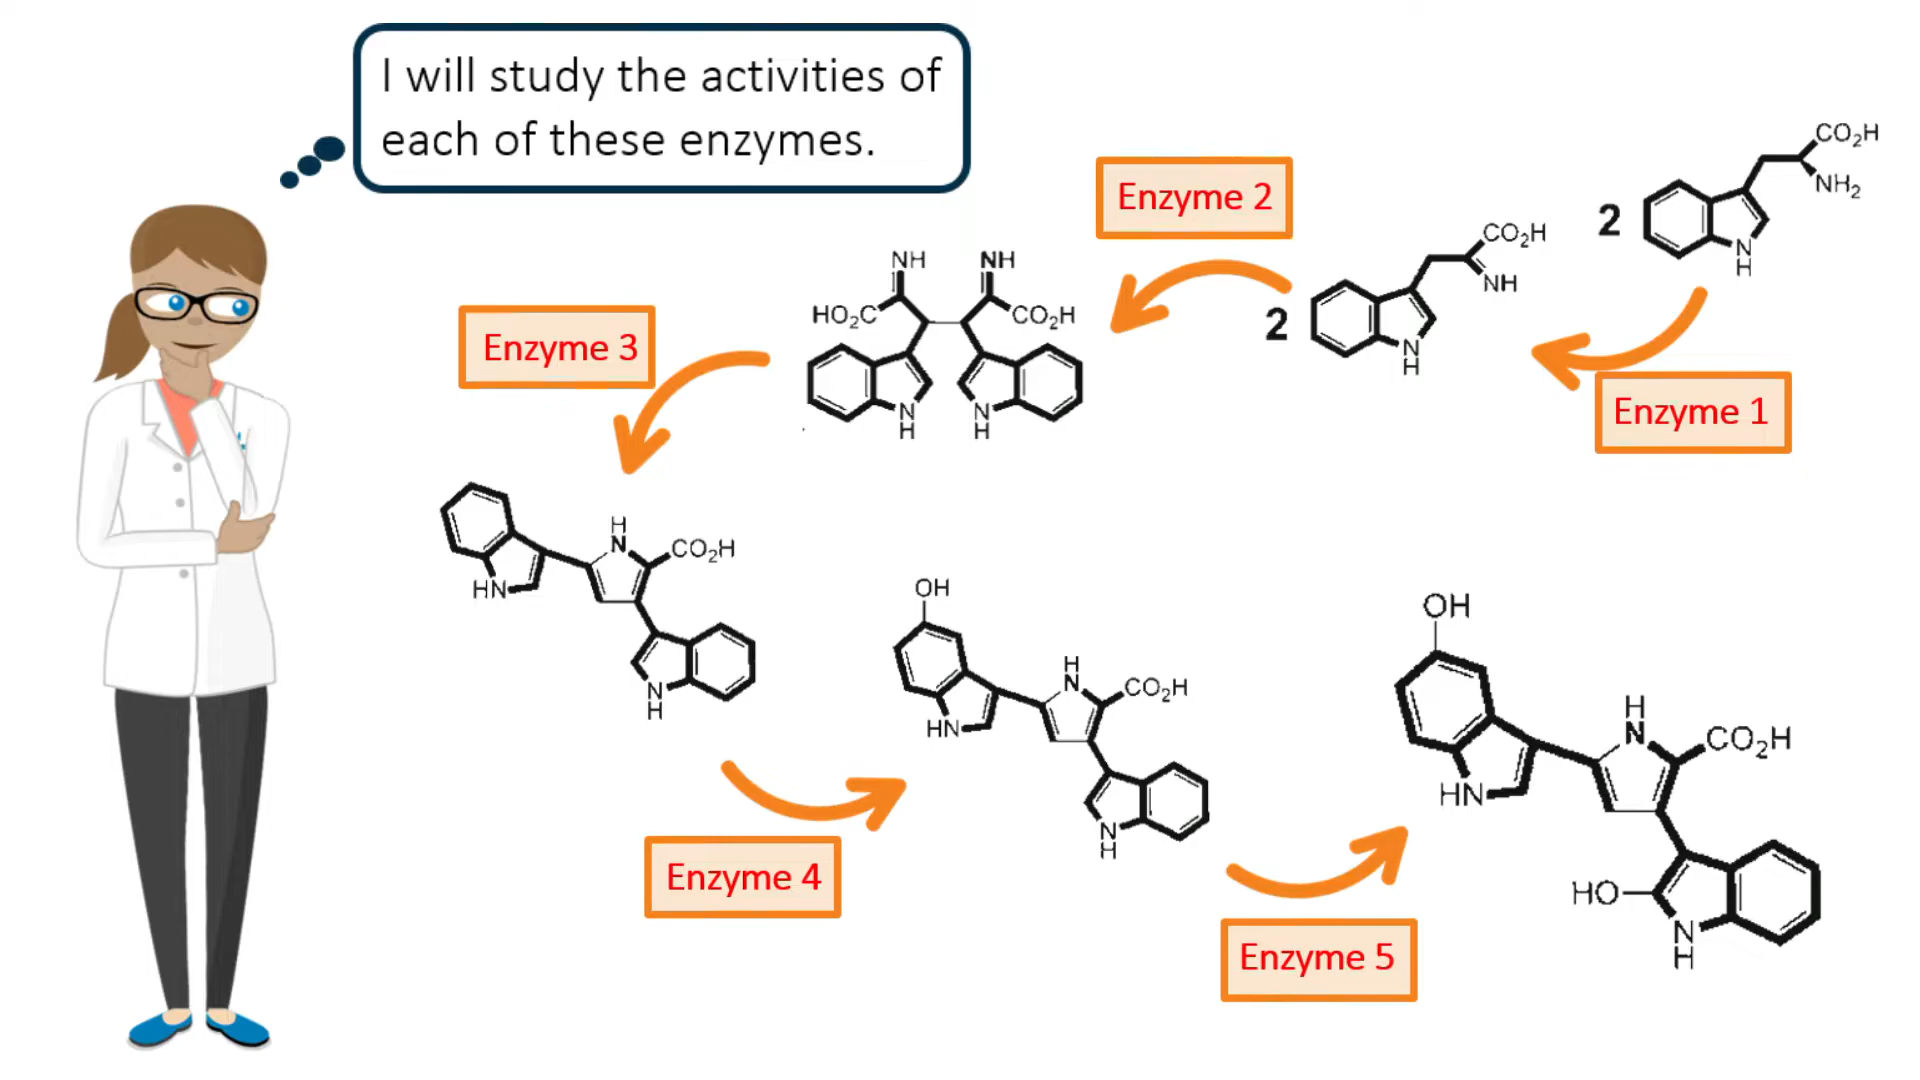 I will study the activities of
each of these enzymes.
CO₂H
NH₂
2
N
H
Enzyme 1
Enzyme 2
CO₂H
NH
2
N
H
NH
NH
HO₂C
CO₂H
N
H
N
H
Enzyme 3
H
N
CO₂H
HN
N
H
Enzyme 4
OH
H
N
CO₂H
HN
N
H
Enzyme 5
OH
H
N
CO₂H
HN
HO
N
H